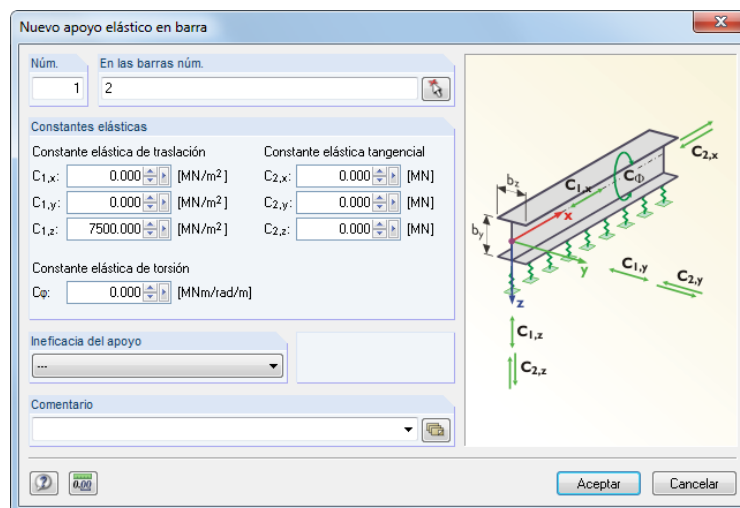 Nuevo apoyo elástico en barra
Núm.
1
En las barras núm.
2
Constantes elásticas
Constante elástica de traslación
C1,x: 0.000 [MN/m²]
C1,y: 0.000 [MN/m²]
C1,z: 7500.000 [MN/m²]
Constante elástica tangencial
C2,x: 0.000 [MN]
C2,y: 0.000 [MN]
C2,z: 0.000 [MN]
Constante elástica de torsión
Cφ: 0.000 [MNm/rad/m]
Ineficacia del apoyo
---
Comentario
C2,x
bz
C1,x
CΦ
x
by
y
C1,y
C2,y
z
C1,z
C2,z
0.00
Aceptar
Cancelar